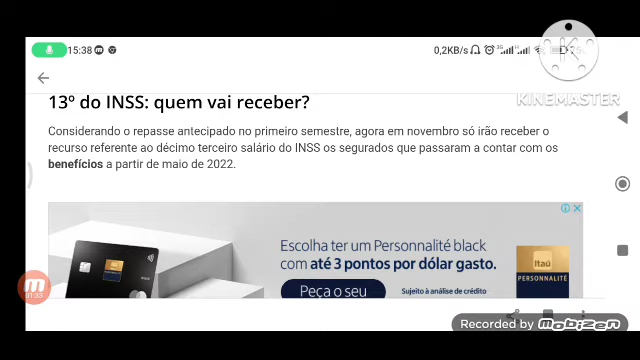 15:38
0,2KB/s
KINEMASTER
13º do INSS: quem vai receber?
Considerando o repasse antecipado no primeiro semestre, agora em novembro só irão receber o
recurso referente ao décimo terceiro salário do INSS os segurados que passaram a contar com os
benefícios a partir de maio de 2022.
Escolha ter um Personnalité black
com até 3 pontos por dólar gasto.
Peça o seu
Sujeito à análise de crédito
Itaú
PERSONNALITÉ
01:33
Recorded by Mobizen